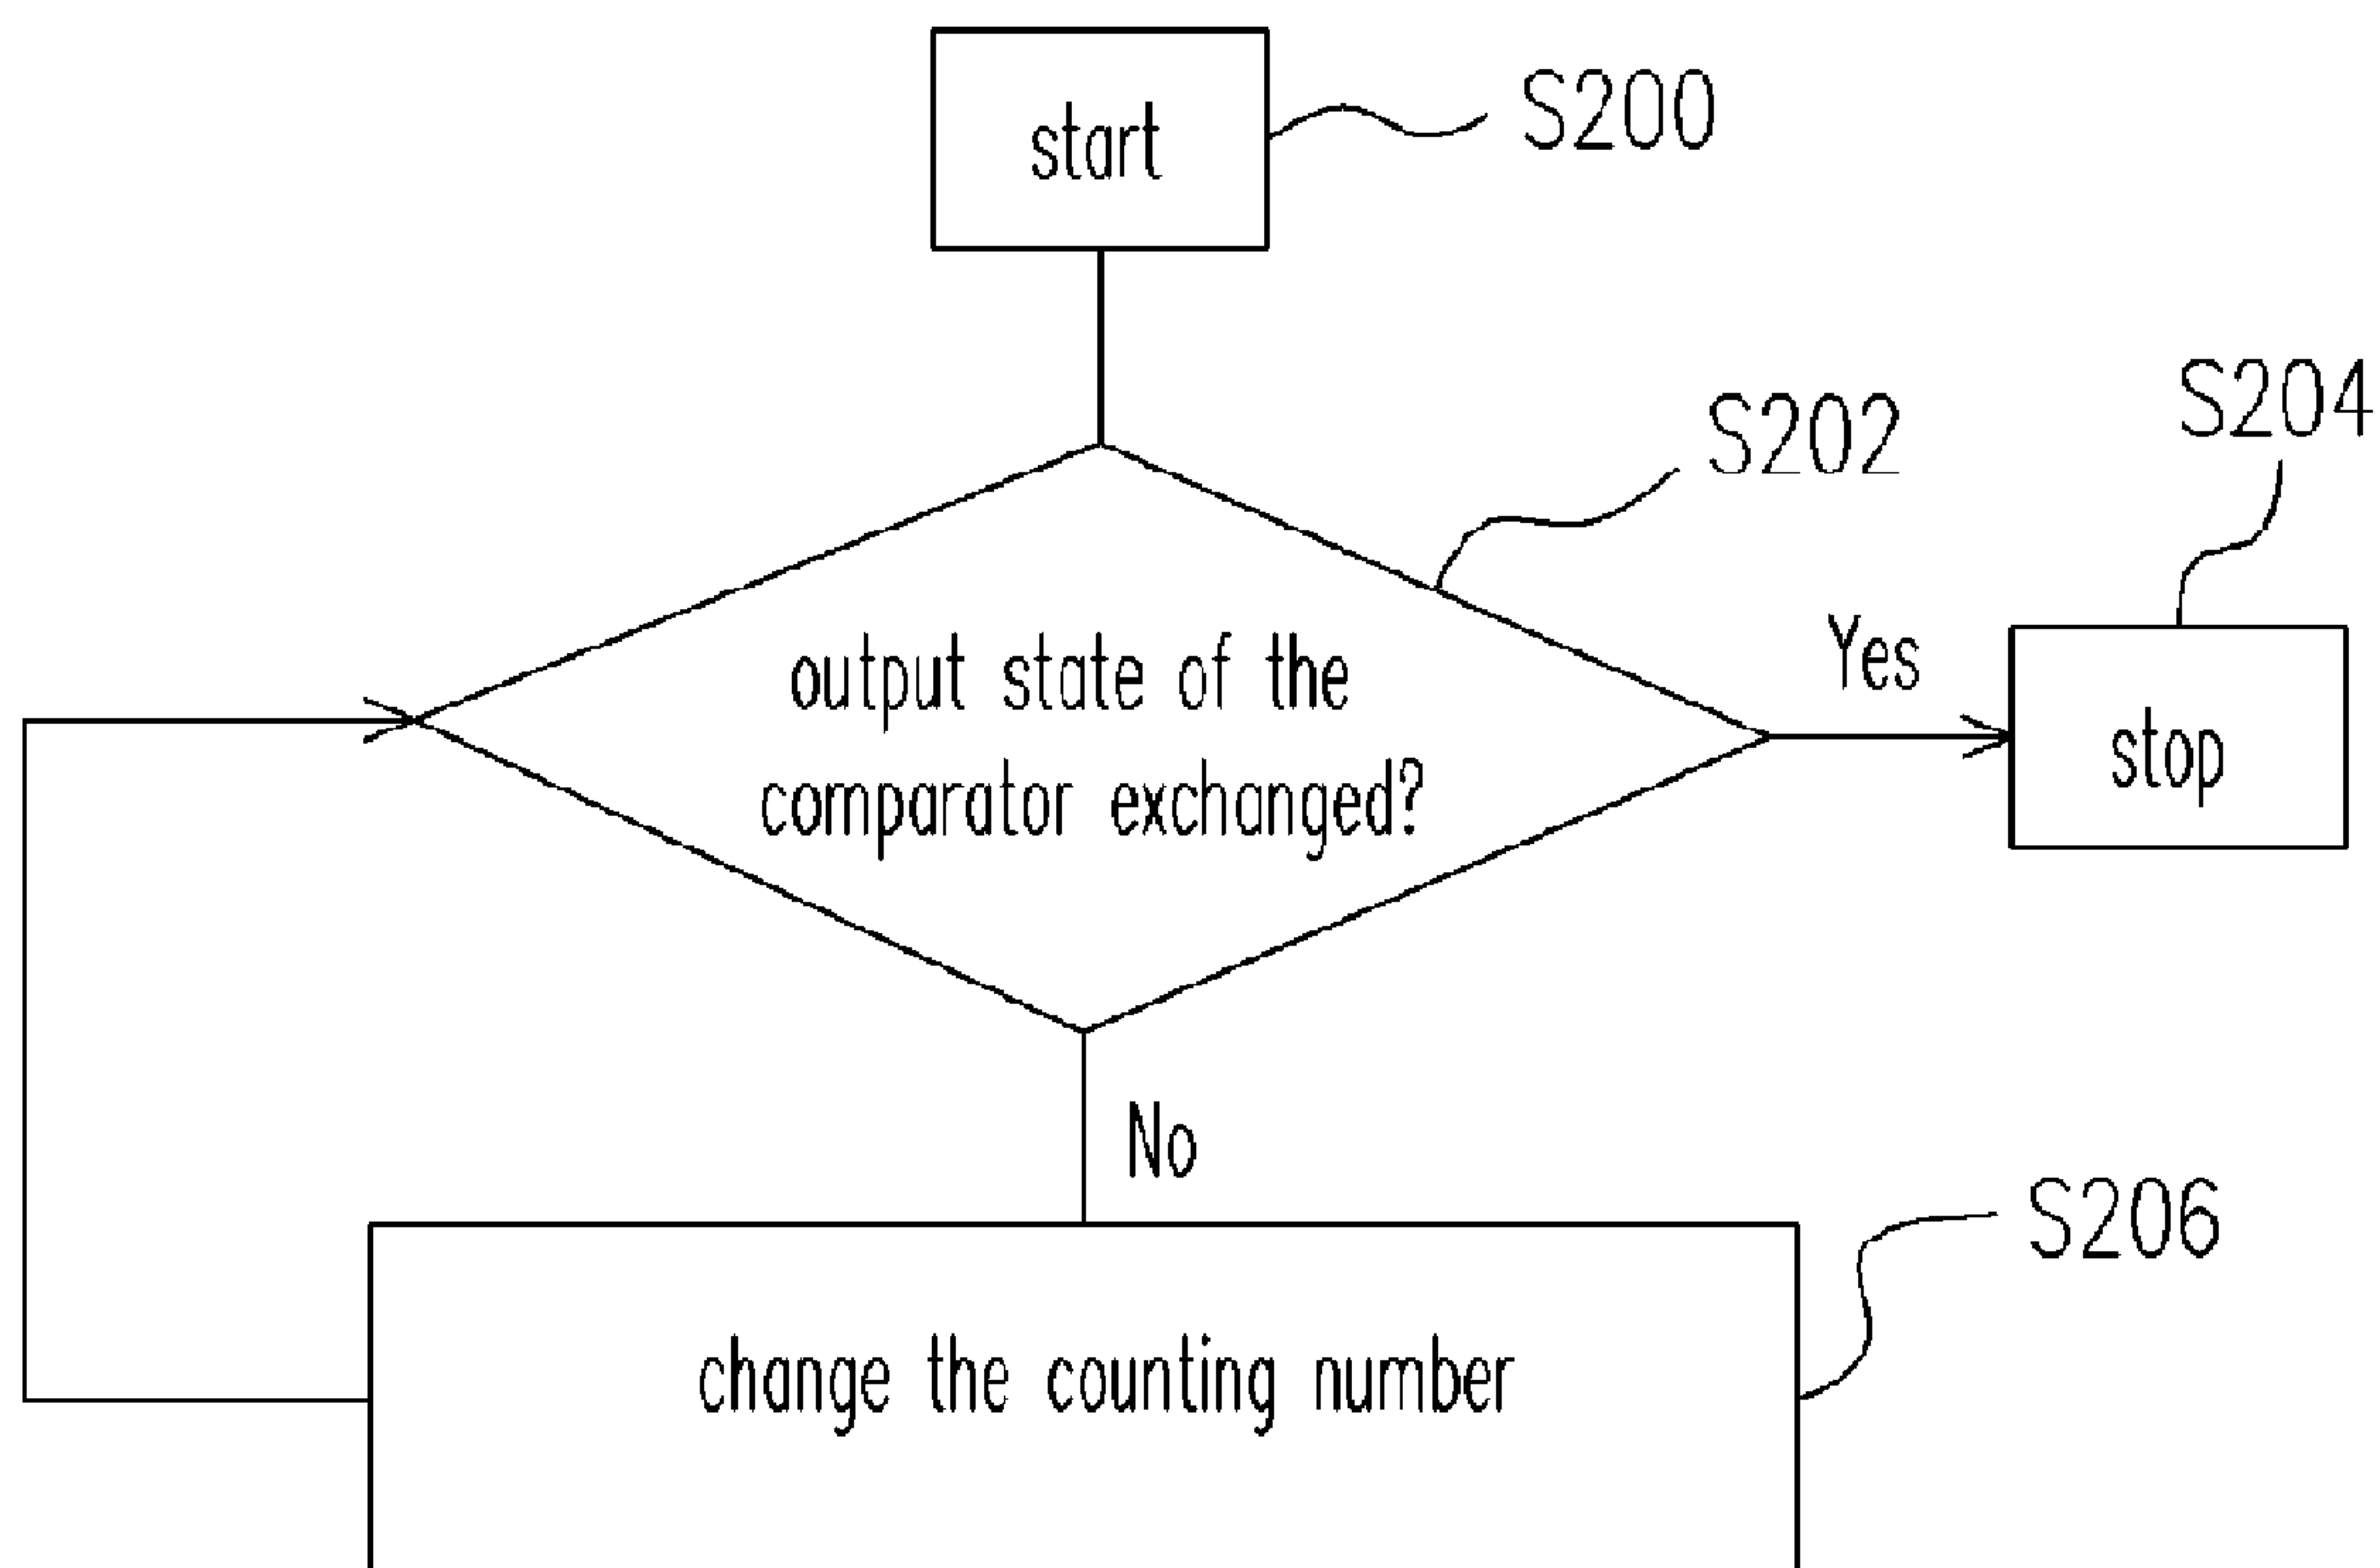 start
S200
S202
S204
output state of the
comparator exchanged?
Yes
stop
No
S206
change the counting number